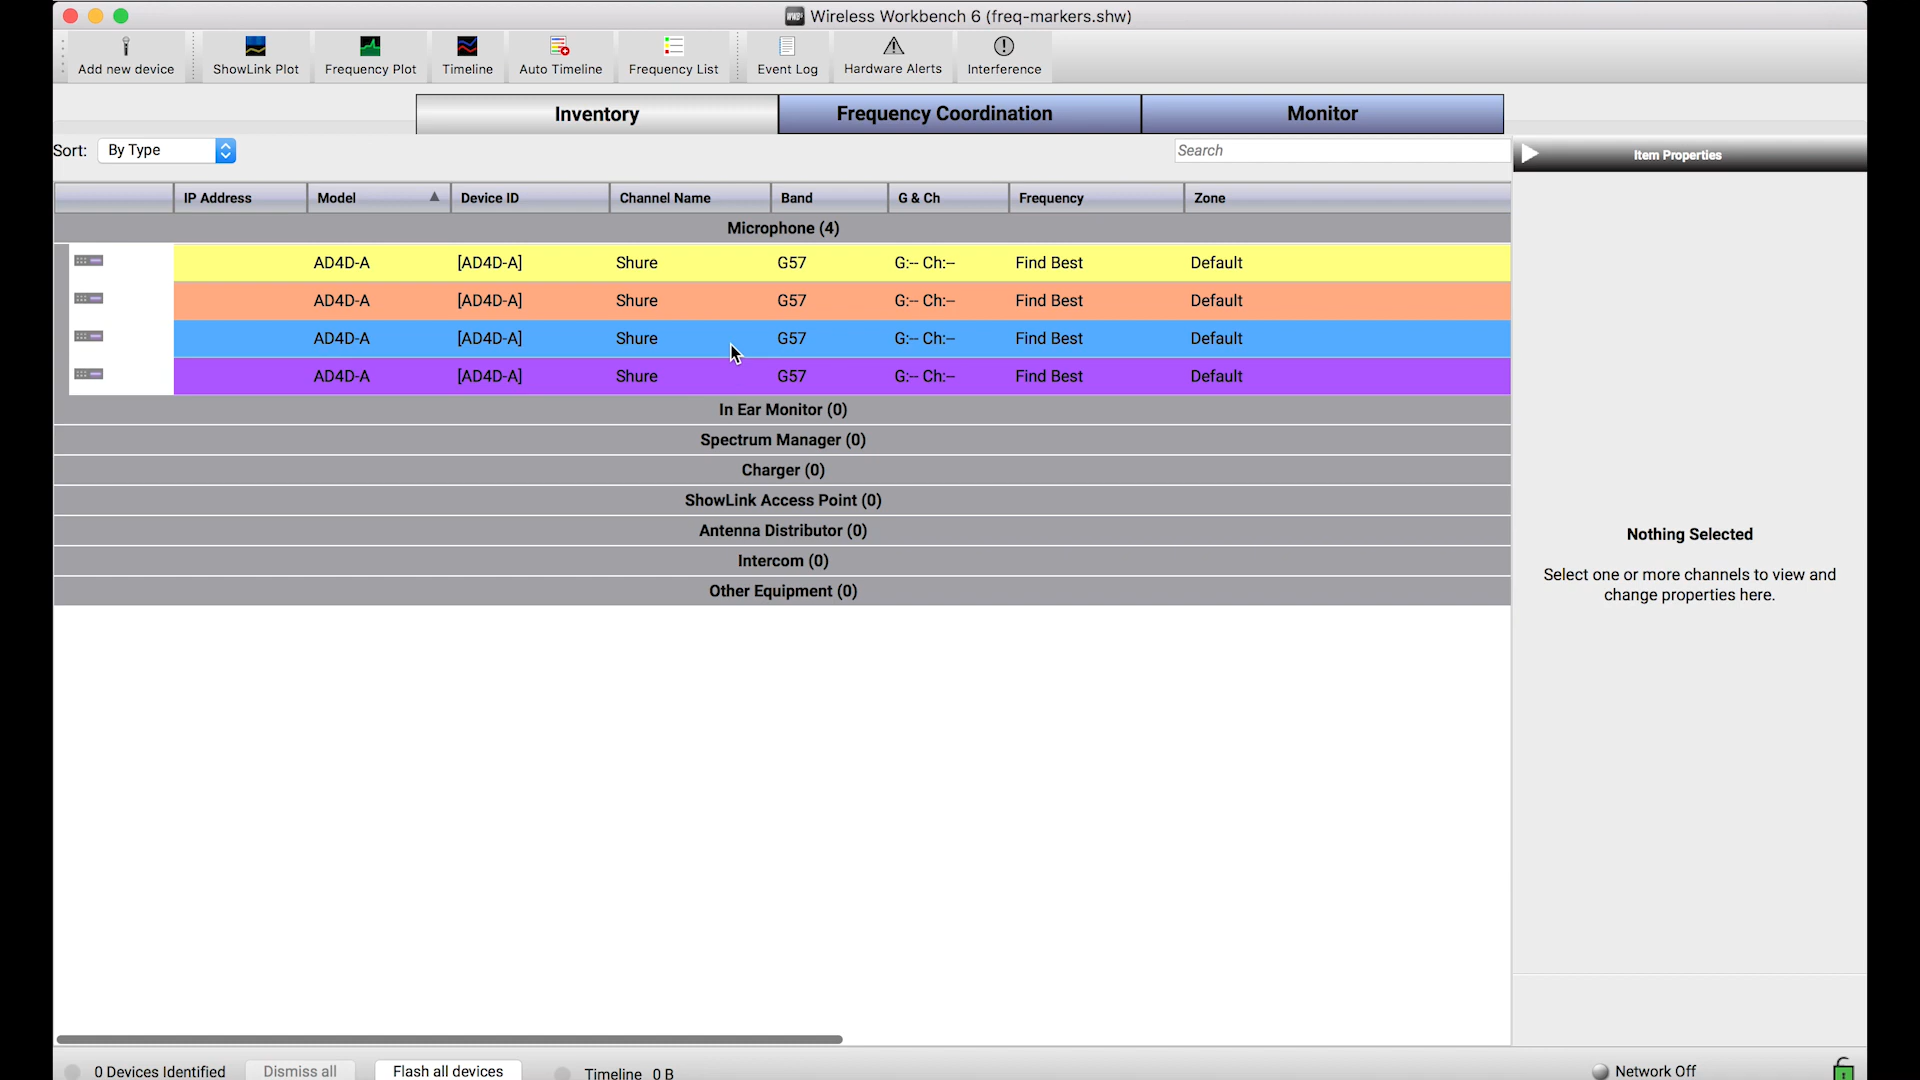 Wireless Workbench 6 (freq-markers.shw)
Add new device ShowLink Plot Frequency Plot Timeline Auto Timeline Frequency List Event Log Hardware Alerts Interference
Inventory Frequency Coordination Monitor
Sort: By Type Search Item Properties
IP Address Model Device ID Channel Name Band G & Ch Frequency Zone
Microphone (4)
AD4D-A [AD4D-A] Shure G57 G:-- Ch:-- Find Best Default
AD4D-A [AD4D-A] Shure G57 G:-- Ch:-- Find Best Default
AD4D-A [AD4D-A] Shure G57 G:-- Ch:-- Find Best Default
AD4D-A [AD4D-A] Shure G57 G:-- Ch:-- Find Best Default
In Ear Monitor (0)
Spectrum Manager (0)
Charger (0)
ShowLink Access Point (0)
Antenna Distributor (0)
Intercom (0)
Other Equipment (0)
Nothing Selected
Select one or more channels to view and
change properties here.
0 Devices Identified Dismiss all Flash all devices Timeline 0 B Network Off